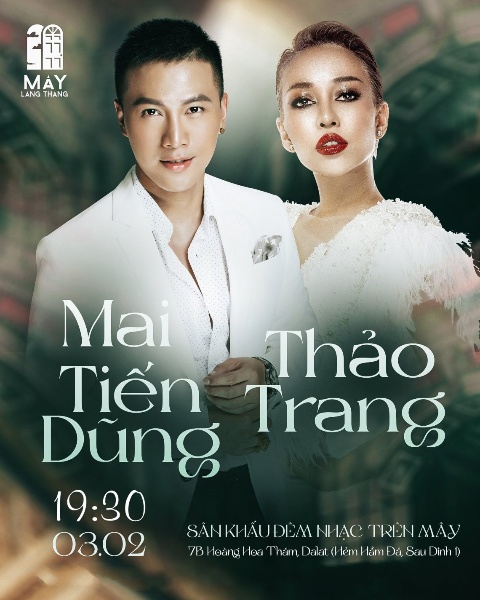 MÂY
LANG THANG
Mai
Tiến
Dũng
Thảo
Trang
19:30
03.02
SÂN KHẤU ĐÊM NHẠC TRÊN MÂY
7B Hoàng Hoa Thám, Dalat (Hẻm Hầm Đá, Sau Dinh 1)